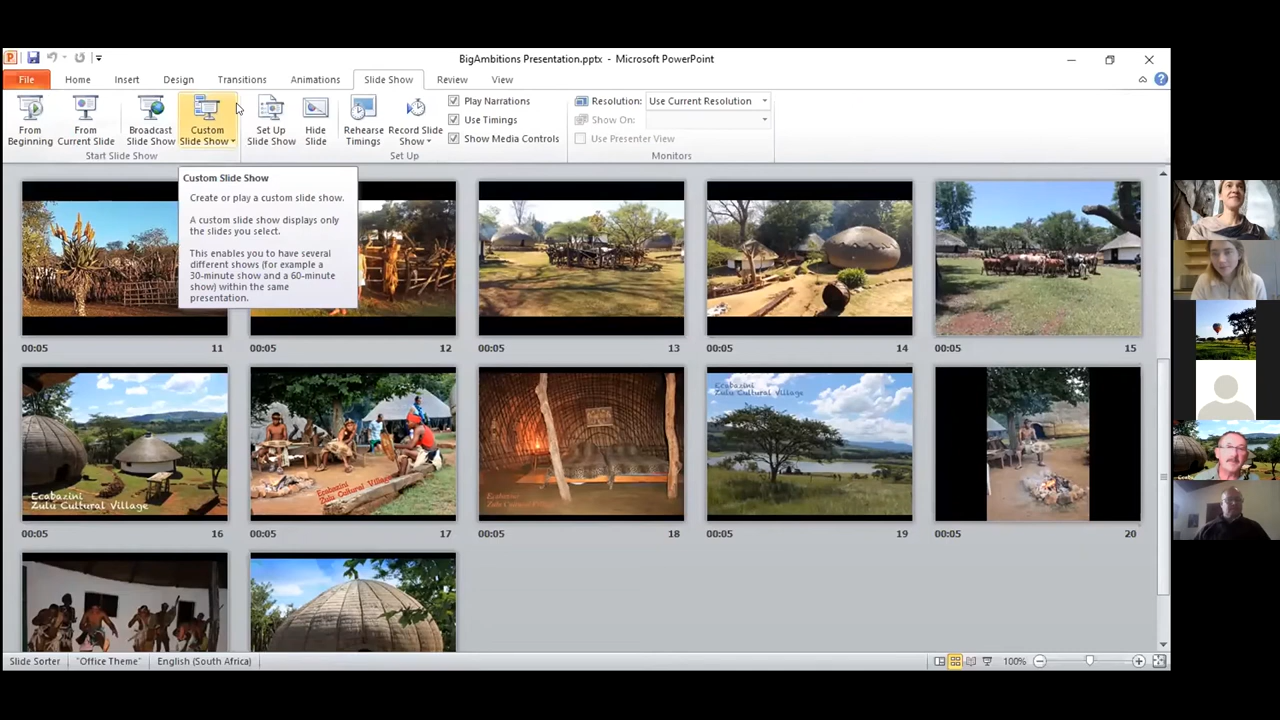 BigAmbitions Presentation.pptx - Microsoft PowerPoint
File Home Insert Design Transitions Animations Slide Show Review View
From Beginning
From Current Slide
Broadcast Slide Show
Custom Slide Show
Start Slide Show
Set Up Slide Show
Hide Slide
Rehearse Timings
Record Slide Show
Play Narrations
Use Timings
Show Media Controls
Set Up
Resolution: Use Current Resolution
Show On:
Use Presenter View
Monitors
Custom Slide Show
Create or play a custom slide show.
A custom slide show displays only
the slides you select.
This enables you to have several
different shows (for example a
30-minute show and a 60-minute
show) within the same
presentation.
00:05 11
00:05 12
00:05 13
00:05 14
00:05 15
Ecabazini
Zulu Cultural Village
Ecabazini
Zulu Cultural Village
Ecabazini
Zulu Cultural Village
00:05 16
00:05 17
00:05 18
00:05 19
00:05 20
Slide Sorter "Office Theme" English (South Africa) 100%